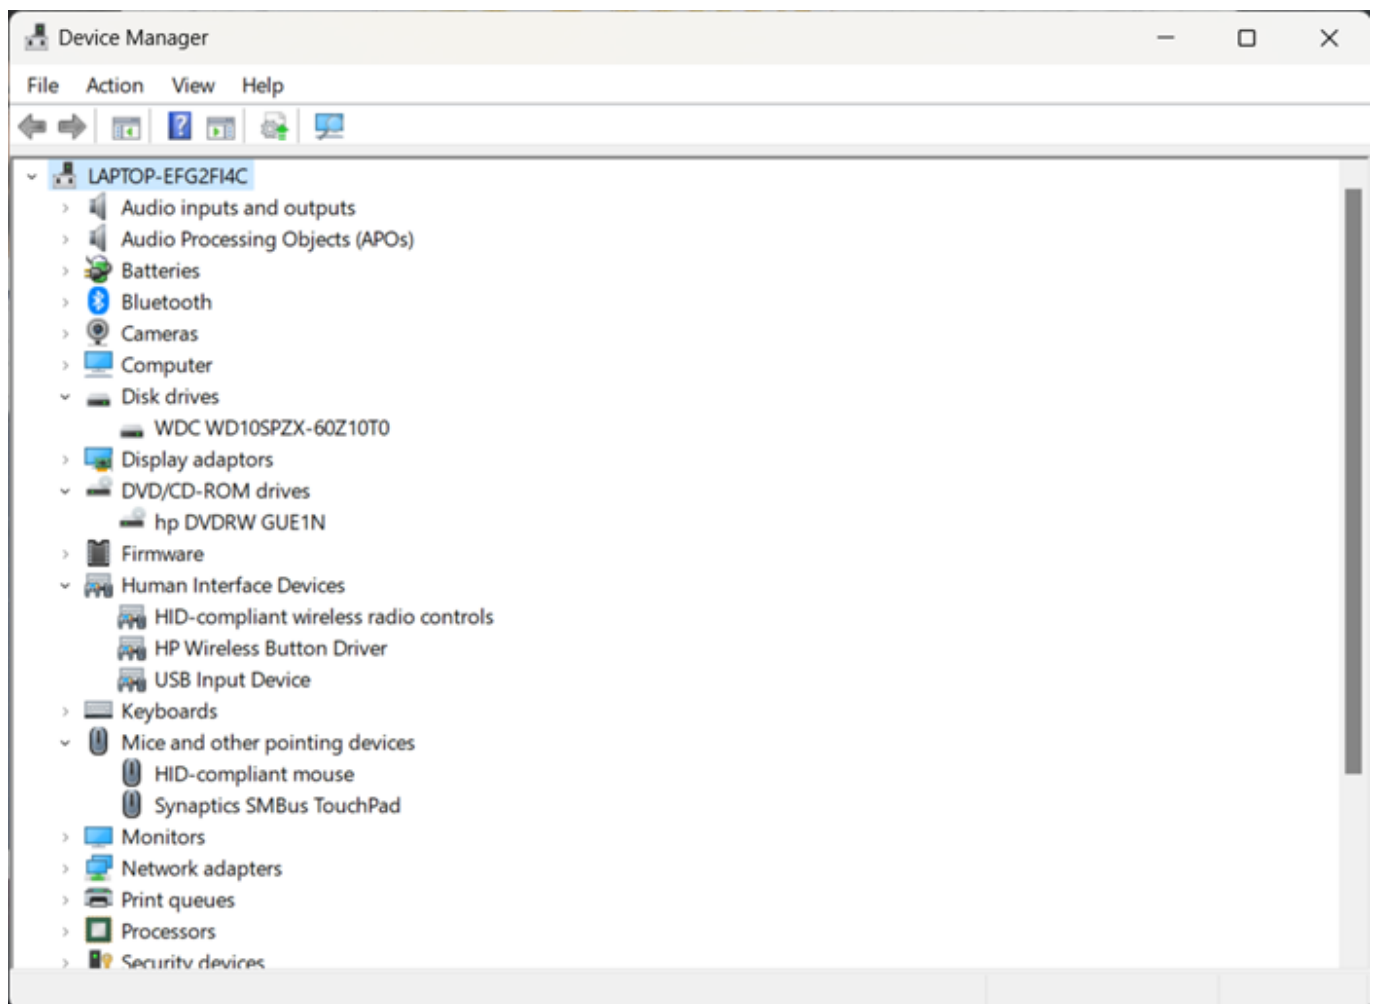 Device Manager
File Action View Help
LAPTOP-EFG2FI4C
Audio inputs and outputs
Audio Processing Objects (APOs)
Batteries
Bluetooth
Cameras
Computer
Disk drives
WDC WD10SPZX-60Z10T0
Display adaptors
DVD/CD-ROM drives
hp DVDRW GUE1N
Firmware
Human Interface Devices
HID-compliant wireless radio controls
HP Wireless Button Driver
USB Input Device
Keyboards
Mice and other pointing devices
HID-compliant mouse
Synaptics SMBus TouchPad
Monitors
Network adapters
Print queues
Processors
Security devices